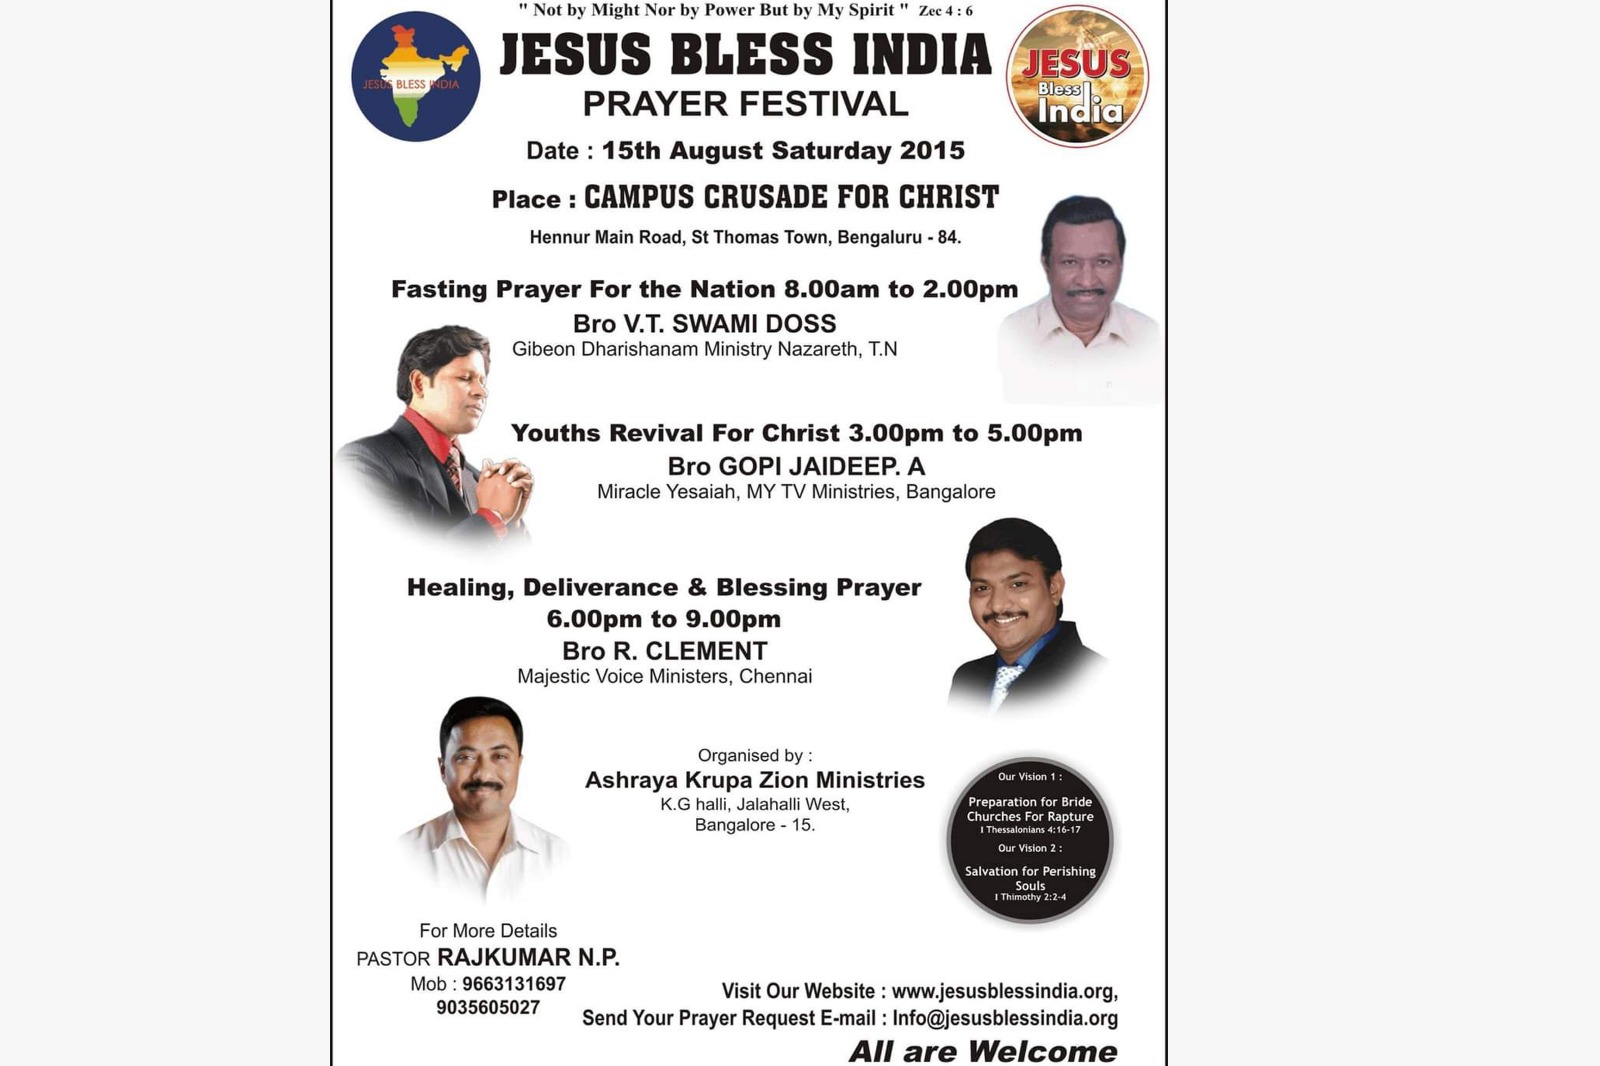 " Not by Might Nor by Power But by My Spirit " Zec 4 : 6
JESUS BLESS INDIA
PRAYER FESTIVAL
JESUS BLESS INDIA
JESUS
Bless
India
Date : 15th August Saturday 2015
Place : CAMPUS CRUSADE FOR CHRIST
Hennur Main Road, St Thomas Town, Bengaluru - 84.
Fasting Prayer For the Nation 8.00am to 2.00pm
Bro V.T. SWAMI DOSS
Gibeon Dharishanam Ministry Nazareth, T.N
Youths Revival For Christ 3.00pm to 5.00pm
Bro GOPI JAIDEEP. A
Miracle Yesaiah, MY TV Ministries, Bangalore
Healing, Deliverance & Blessing Prayer
6.00pm to 9.00pm
Bro R. CLEMENT
Majestic Voice Ministers, Chennai
Organised by :
Ashraya Krupa Zion Ministries
K.G halli, Jalahalli West,
Bangalore - 15.
Our Vision 1 :
Preparation for Bride
Churches For Rapture
I Thessalonians 4:16-17
Our Vision 2 :
Salvation for Perishing
Souls
I Thimothy 2:2-4
For More Details
PASTOR RAJKUMAR N.P.
Mob : 9663131697
9035605027
Visit Our Website : www.jesusblessindia.org,
Send Your Prayer Request E-mail : Info@jesusblessindia.org
All are Welcome